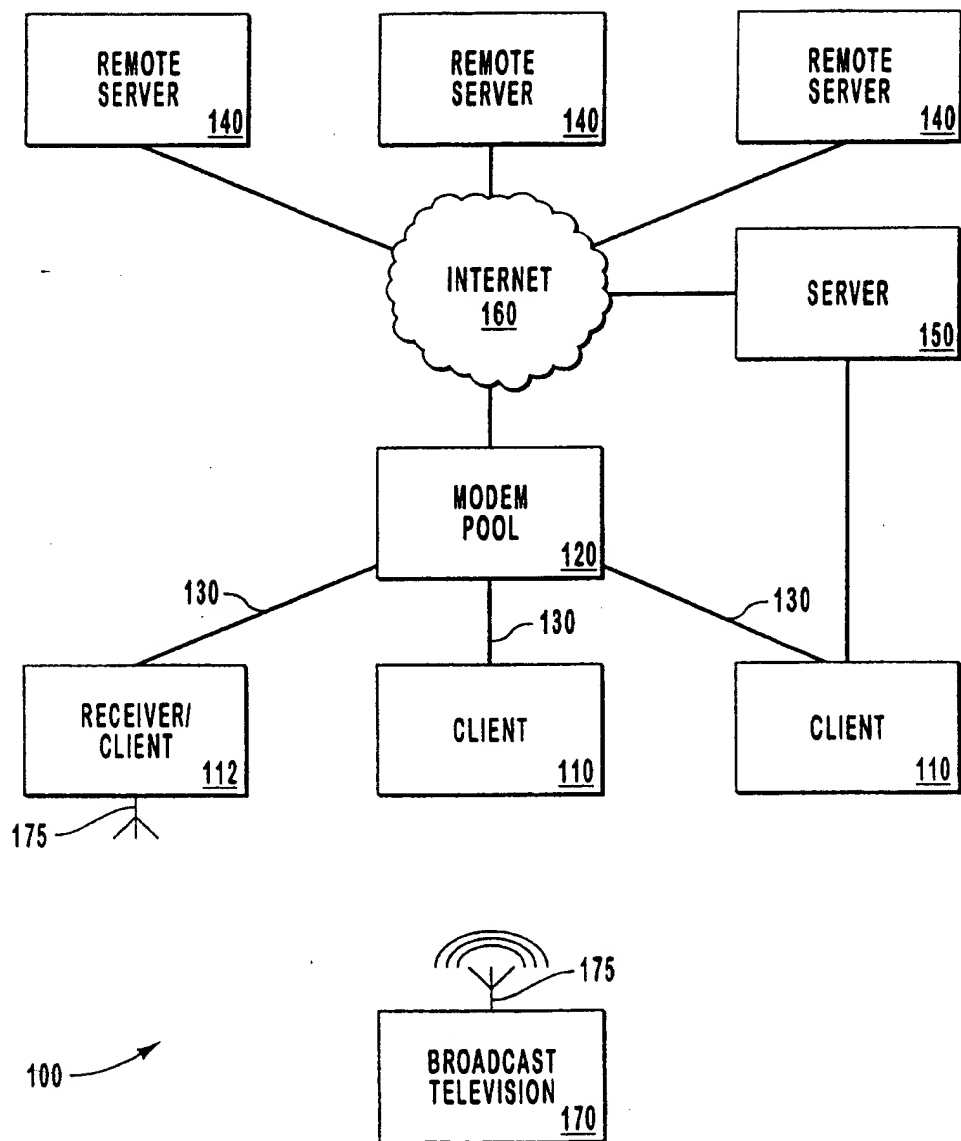 REMOTE
SERVER
140
REMOTE
SERVER
140
REMOTE
SERVER
140
INTERNET
160
SERVER
150
MODEM
POOL
120
130
130
130
RECEIVER/
CLIENT
112
CLIENT
110
CLIENT
110
175
175
100
BROADCAST
TELEVISION
170